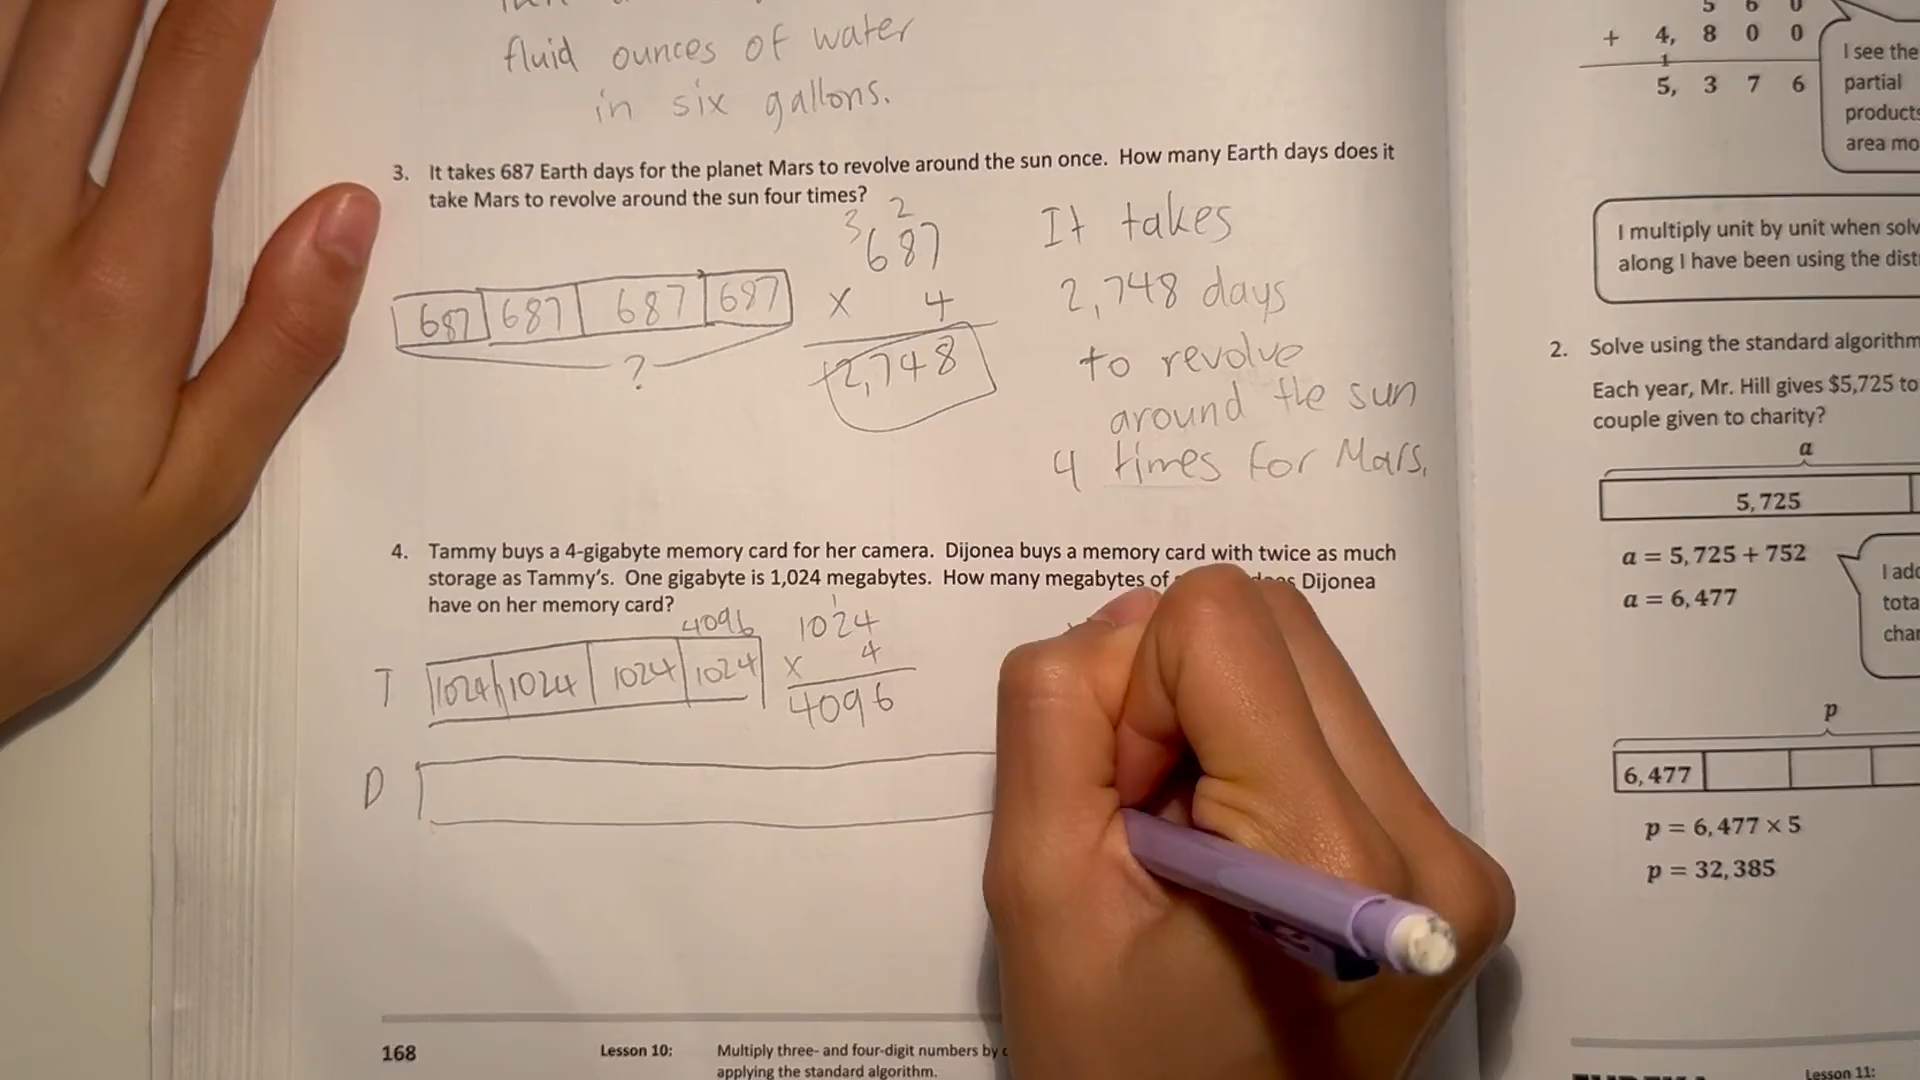 fluid ounces of water
in six gallons.
3. It takes 687 Earth days for the planet Mars to revolve around the sun once. How many Earth days does it
take Mars to revolve around the sun four times?
3 2
687
x 4
2,748
687 687 687 687
?
It takes
2,748 days
to revolve
around the sun
4 times for Mars.
4. Tammy buys a 4-gigabyte memory card for her camera. Dijonea buys a memory card with twice as much
storage as Tammy's. One gigabyte is 1,024 megabytes. How many megabytes of Dijonea
have on her memory card?
4096
T 1024 1024 1024 1024
1
1024
x 4
4096
D
168 Lesson 10: Multiply three- and four-digit numbers by
applying the standard algorithm.
5 6 0
+ 4, 8 0 0
1
5, 3 7 6
I see the
partial
products
area mo
I multiply unit by unit when solv
along I have been using the dist
2. Solve using the standard algorithm
Each year, Mr. Hill gives $5,725 to
couple given to charity?
a
5,725
a = 5,725 + 752
a = 6,477
I add
tota
char
p
6,477
p = 6,477 × 5
p = 32,385
Lesson 11: